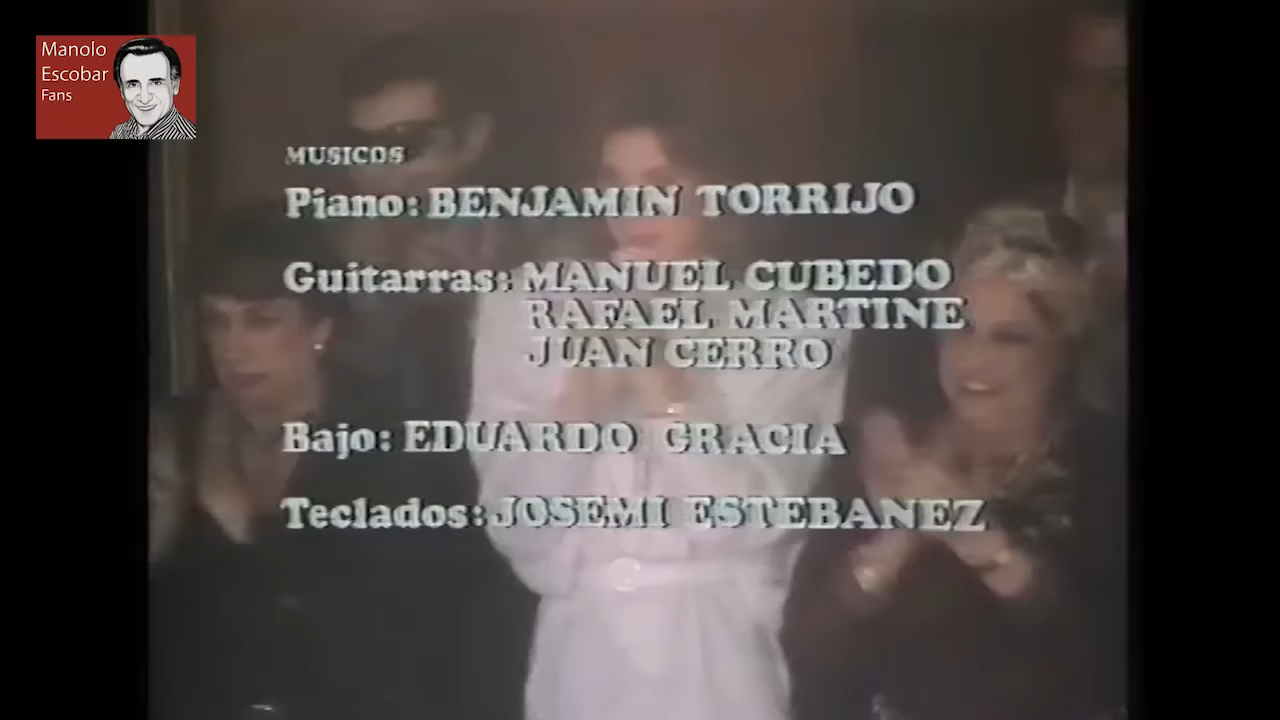 Manolo
Escobar
Fans
MUSICOS
Piano: BENJAMIN TORRIJO
Guitarras: MANUEL CUBEDO
RAFAEL MARTINE
JUAN CERRO
Bajo: EDUARDO GRACIA
Teclados: JOSEMI ESTEBANEZ